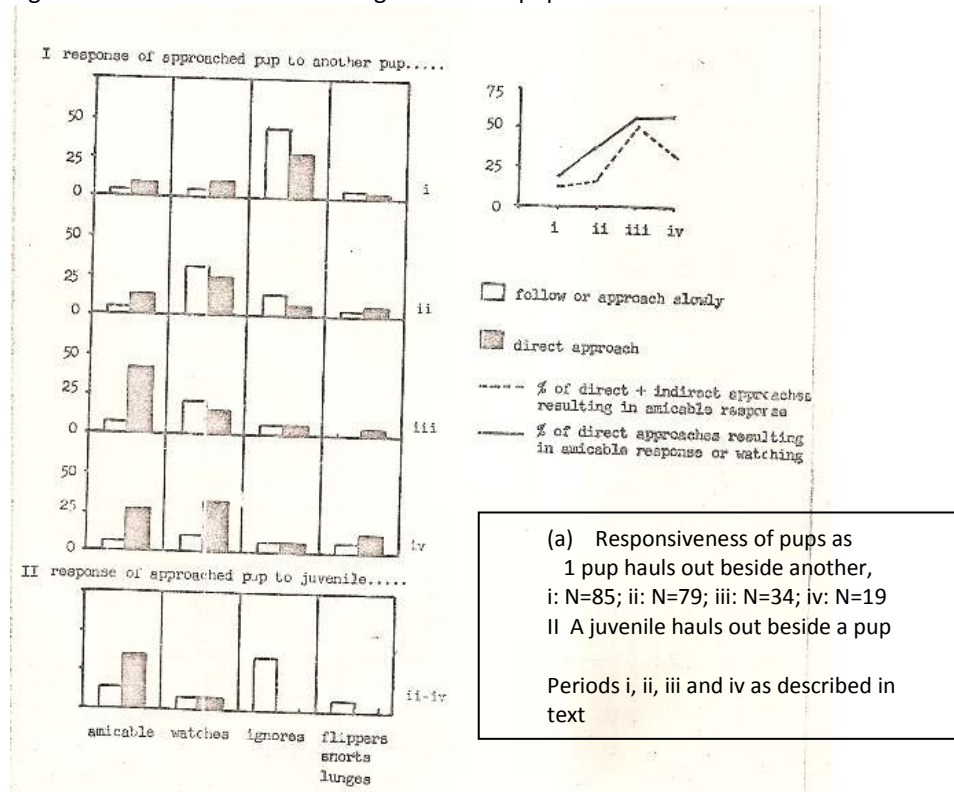 I response of approached pup to another pup.....
50
25
0
i
50
25
0
ii
50
25
0
iii
50
25
0
iv
II response of approached pup to juvenile.....
ii-iv
amicable watches ignores flippers
snorts
lunges
75
50
25
0
i ii iii iv
follow or approach slowly
direct approach
% of direct + indirect approaches
resulting in amicable response
% of direct approaches resulting
in amicable response or watching
(a) Responsiveness of pups as
1 pup hauls out beside another,
i: N=85; ii: N=79; iii: N=34; iv: N=19
II A juvenile hauls out beside a pup
Periods i, ii, iii and iv as described in
text